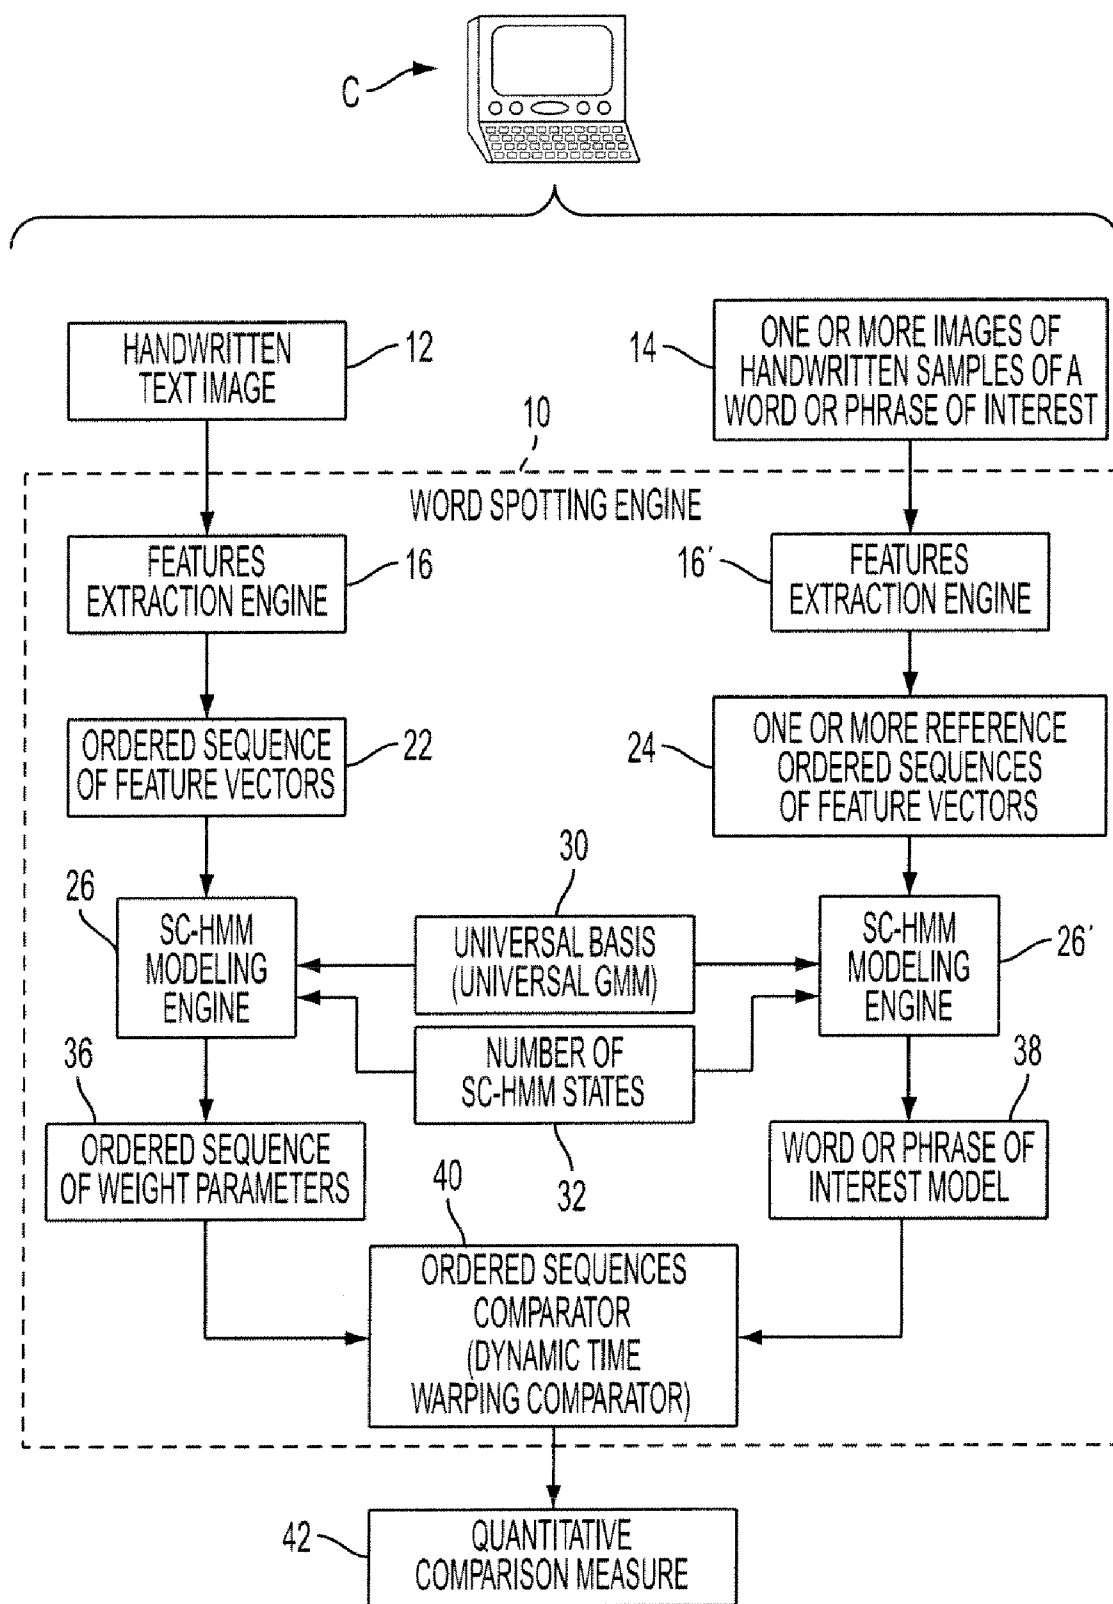 C
HANDWRITTEN
TEXT IMAGE
12
14
ONE OR MORE IMAGES OF
HANDWRITTEN SAMPLES OF A
WORD OR PHRASE OF INTEREST
10
WORD SPOTTING ENGINE
FEATURES
EXTRACTION ENGINE
16
16′
FEATURES
EXTRACTION ENGINE
ORDERED SEQUENCE
OF FEATURE VECTORS
22
24
ONE OR MORE REFERENCE
ORDERED SEQUENCES
OF FEATURE VECTORS
26
SC-HMM
MODELING
ENGINE
30
UNIVERSAL BASIS
(UNIVERSAL GMM)
SC-HMM
MODELING
ENGINE
26′
NUMBER OF
SC-HMM STATES
32
36
ORDERED SEQUENCE
OF WEIGHT PARAMETERS
38
WORD OR PHRASE OF
INTEREST MODEL
40
ORDERED SEQUENCES
COMPARATOR
(DYNAMIC TIME
WARPING COMPARATOR)
42
QUANTITATIVE
COMPARISON MEASURE